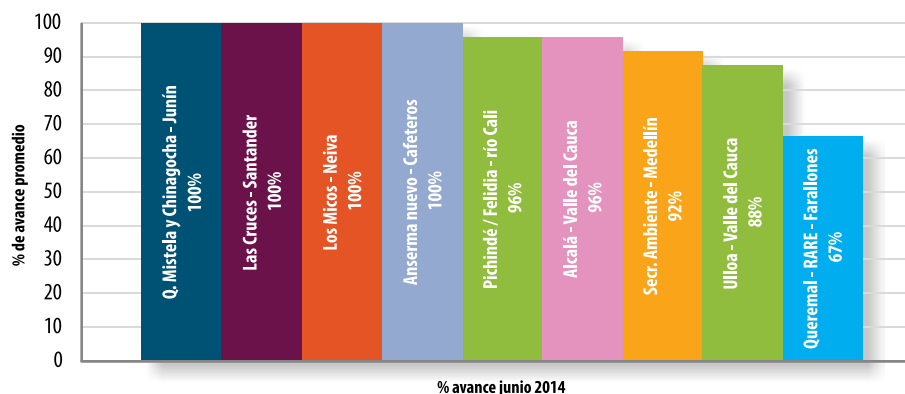 100
90
80
70
60
50
40
30
20
10
0
% de avance promedio
Q. Mistela y Chinagocha - Junín
100%
Las Cruces - Santander
100%
Los Micos - Neiva
100%
Anserma nuevo - Cafeteros
100%
Pichindé / Felidia - río Cali
96%
Alcalá - Valle del Cauca
96%
Secr. Ambiente - Medellín
92%
Ulloa - Valle del Cauca
88%
Queremal - RARE - Farallones
67%
% avance junio 2014